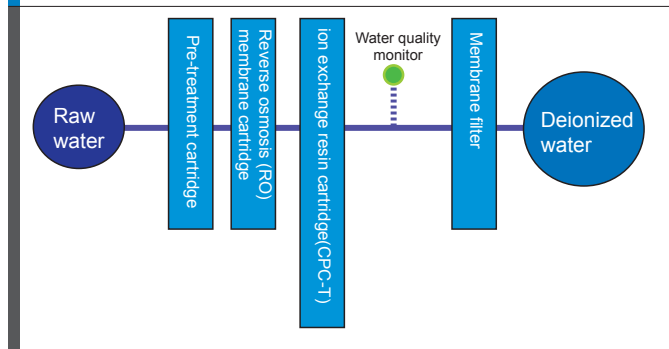 Raw
water
Pre-treatment cartridge
Reverse osmosis (RO)
membrane cartridge
ion exchange resin cartridge(CPC-T)
Water quality
monitor
Membrane filter
Deionized
water